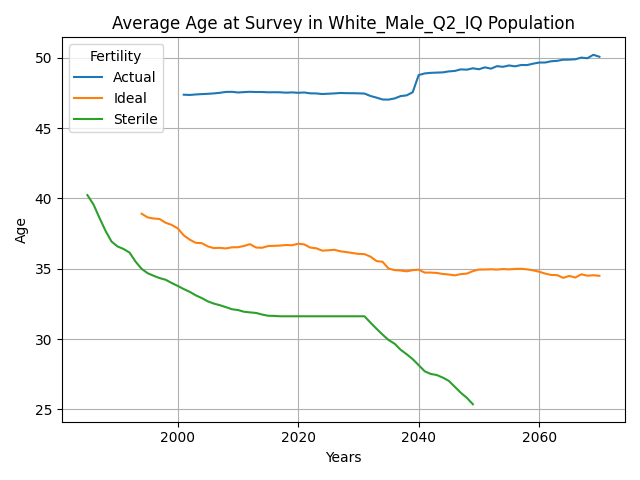 Average Age at Survey in White_Male_Q2_IQ Population
Fertility
Actual
Ideal
Sterile
50
45
40
35
30
25
Age
2000
2020
2040
2060
Years